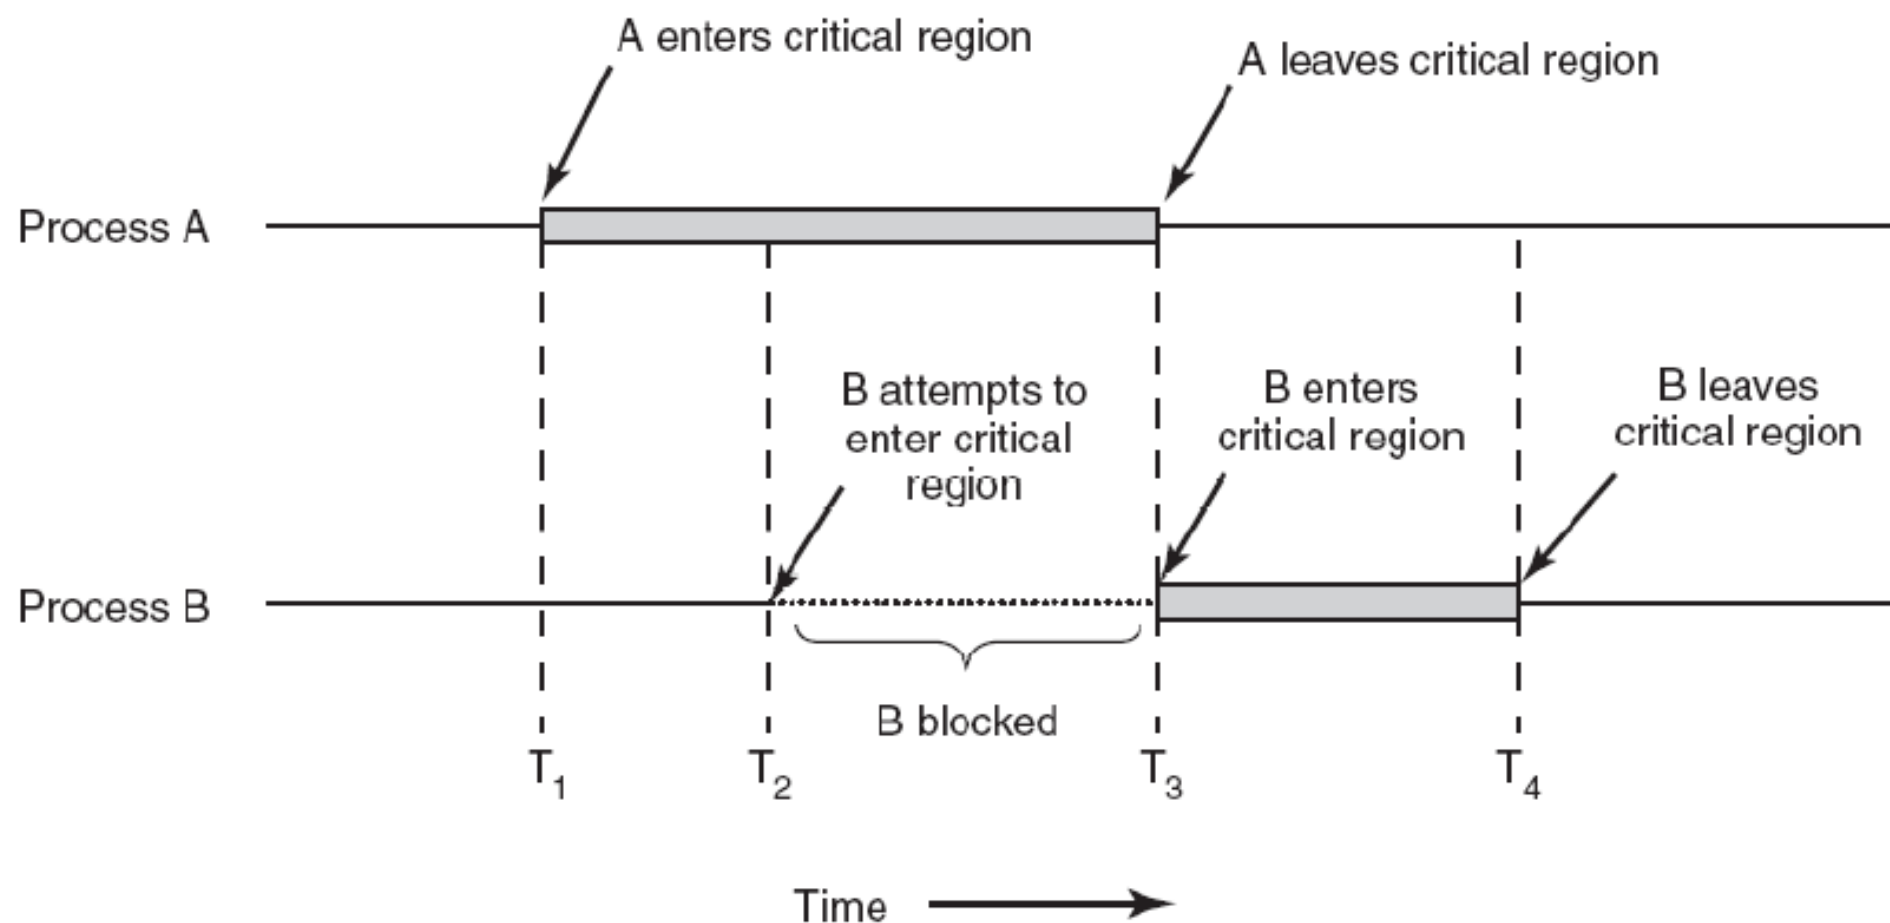 A enters critical region
A leaves critical region
Process A
B attempts to
enter critical
region
B enters
critical region
B leaves
critical region
Process B
B blocked
T1
T2
T3
T4
Time